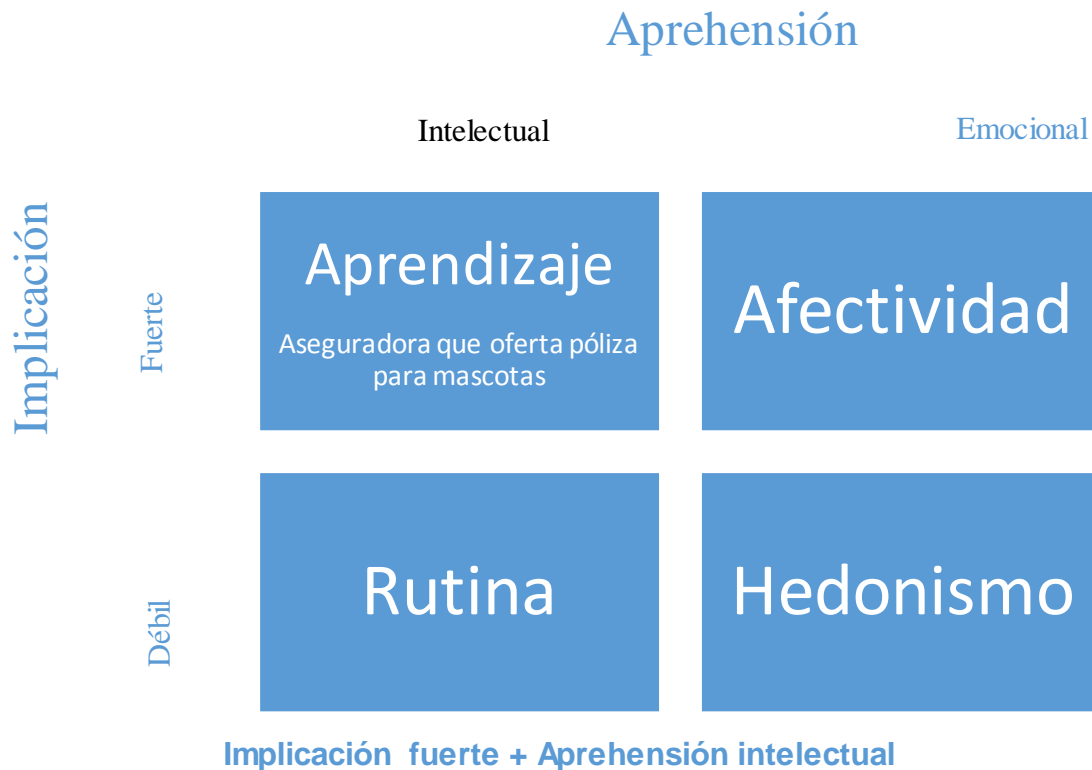 Aprehensión
Intelectual
Emocional
Implicación
Fuerte
Aprendizaje
Aseguradora que oferta póliza
para mascotas
Afectividad
Débil
Rutina
Hedonismo
Implicación fuerte + Aprehensión intelectual